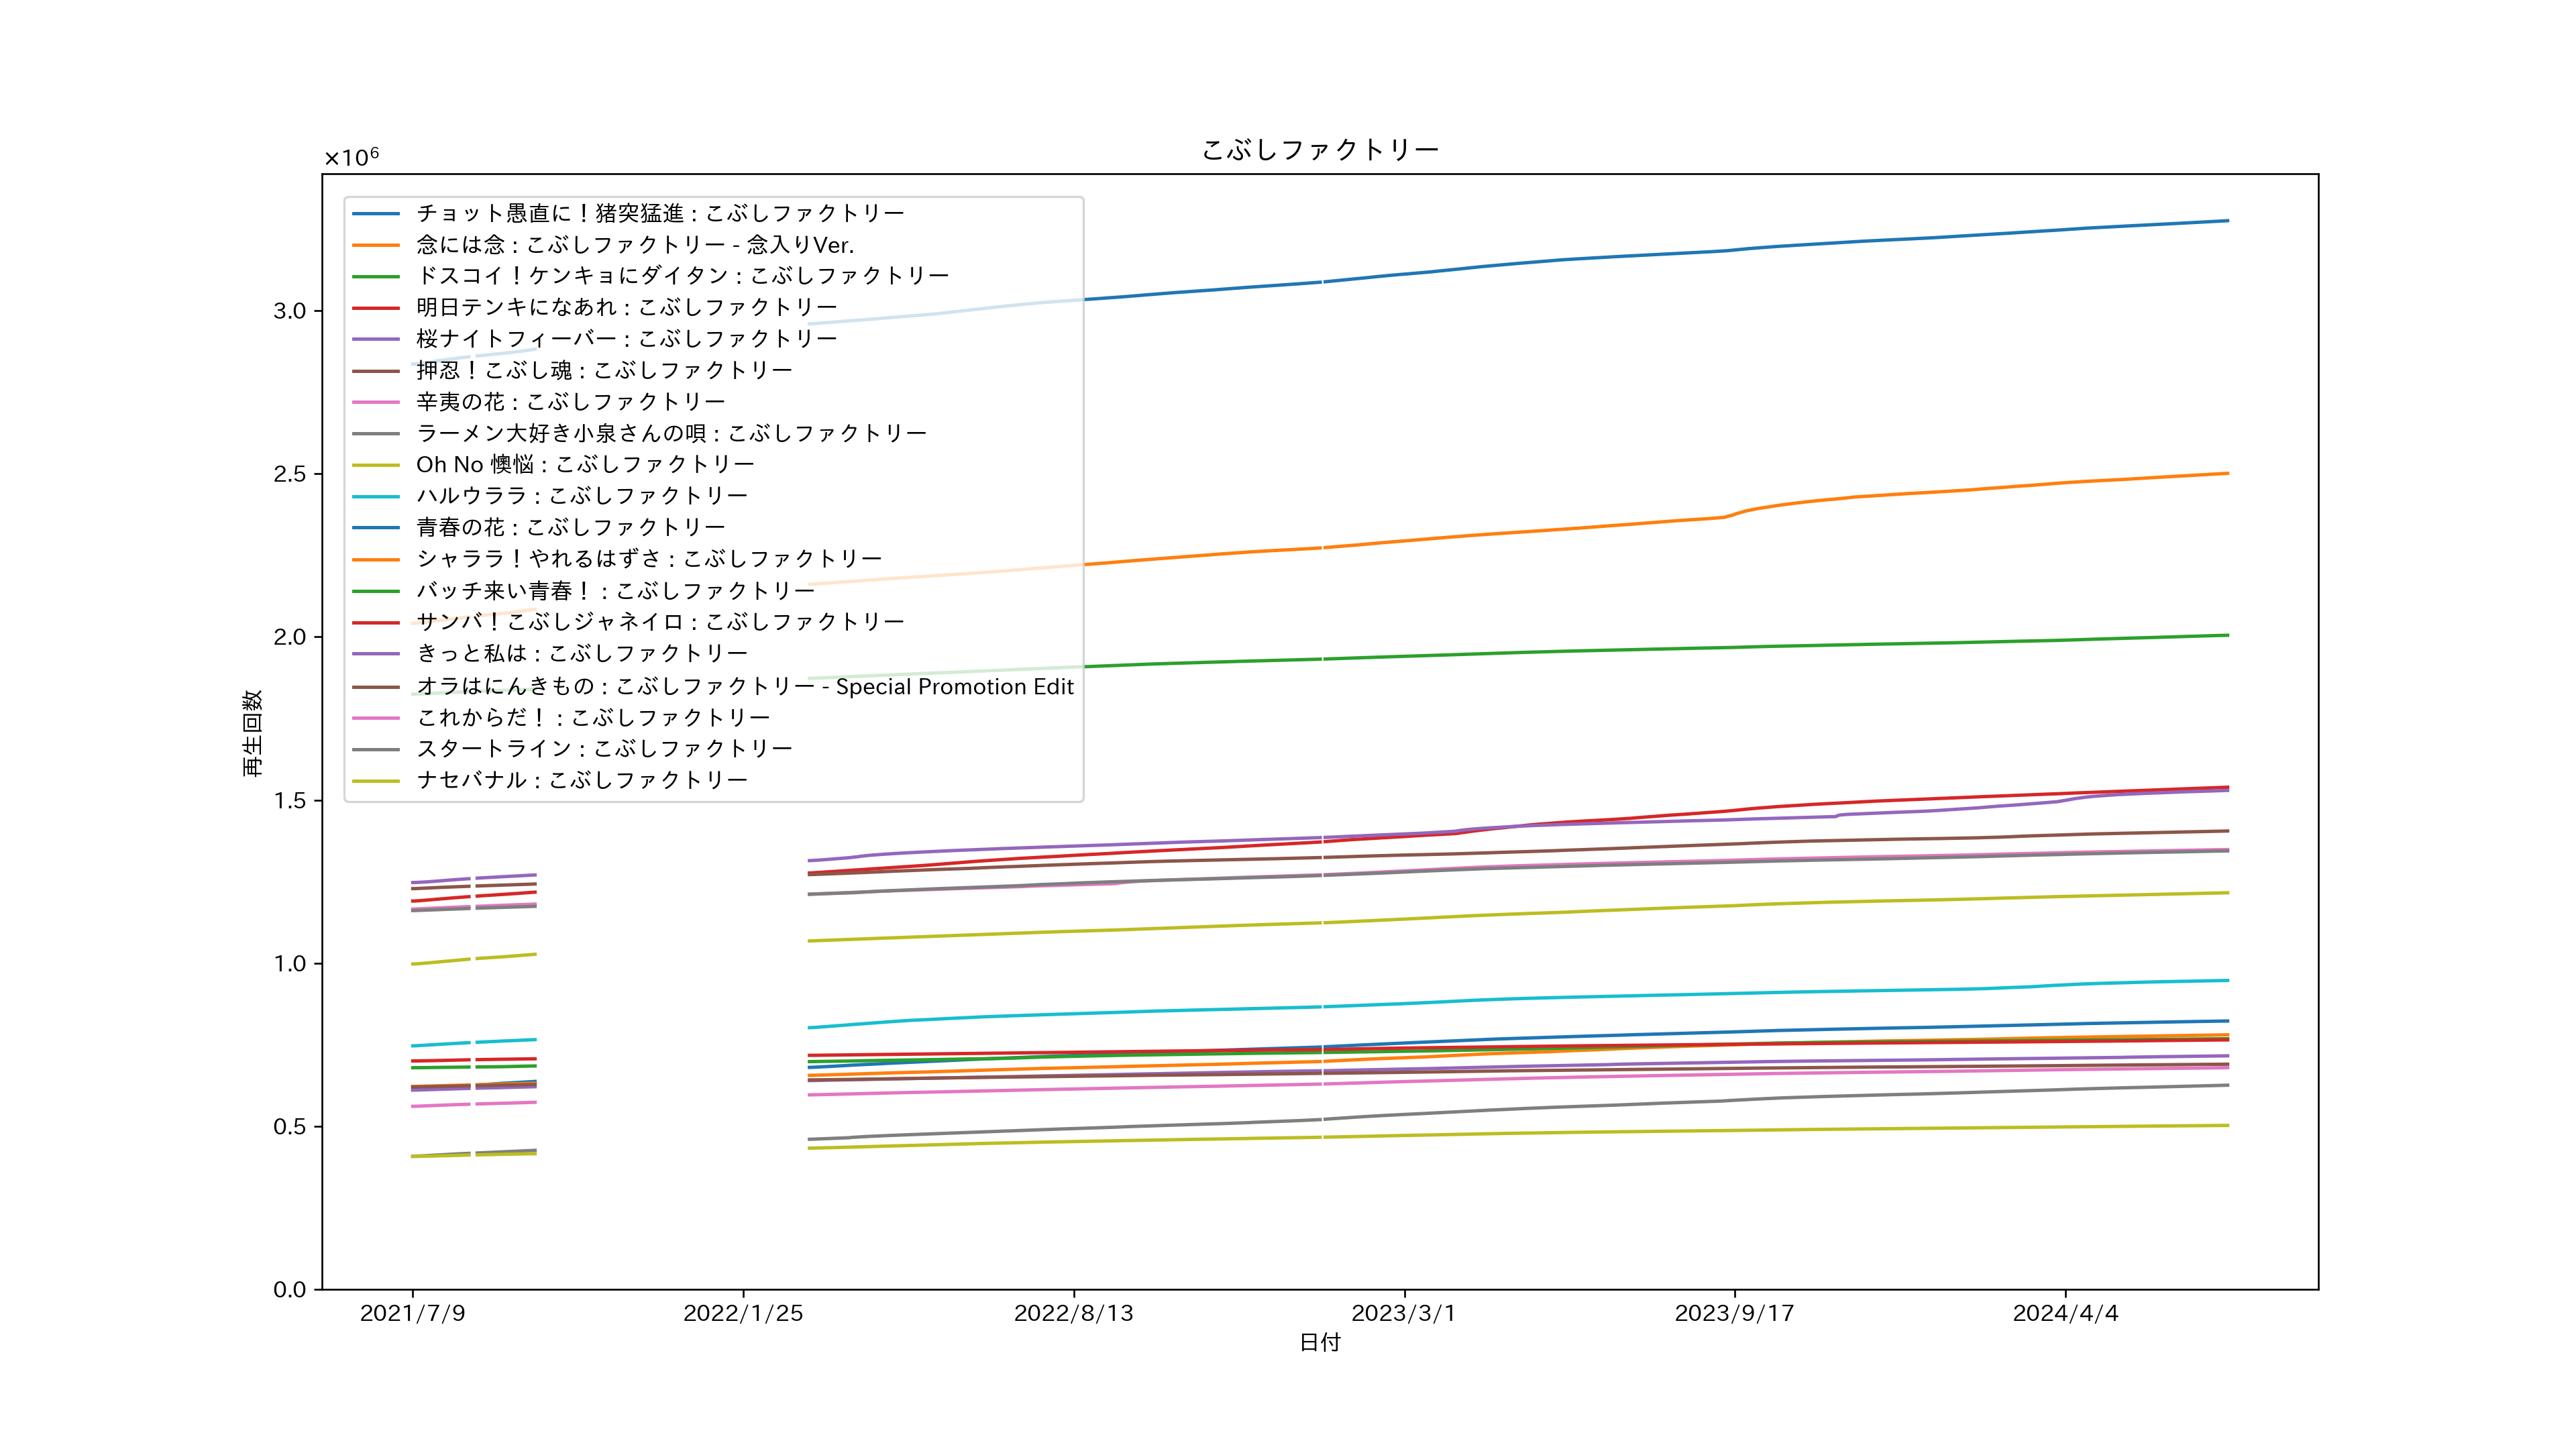 こぶしファクトリー
×10⁶
チョット愚直に！猪突猛進 : こぶしファクトリー
念には念 : こぶしファクトリー - 念入りVer.
ドスコイ！ケンキョにダイタン : こぶしファクトリー
明日テンキになあれ : こぶしファクトリー
桜ナイトフィーバー : こぶしファクトリー
押忍！こぶし魂 : こぶしファクトリー
辛夷の花 : こぶしファクトリー
ラーメン大好き小泉さんの唄 : こぶしファクトリー
Oh No 懊悩 : こぶしファクトリー
ハルウララ : こぶしファクトリー
青春の花 : こぶしファクトリー
シャララ！やれるはずさ : こぶしファクトリー
バッチ来い青春！ : こぶしファクトリー
サンバ！こぶしジャネイロ : こぶしファクトリー
きっと私は : こぶしファクトリー
オラはにんきもの : こぶしファクトリー - Special Promotion Edit
これからだ！ : こぶしファクトリー
スタートライン : こぶしファクトリー
ナセバナル : こぶしファクトリー
3.0
2.5
2.0
1.5
1.0
0.5
0.0
再生回数
2021/7/9
2022/1/25
2022/8/13
2023/3/1
2023/9/17
2024/4/4
日付